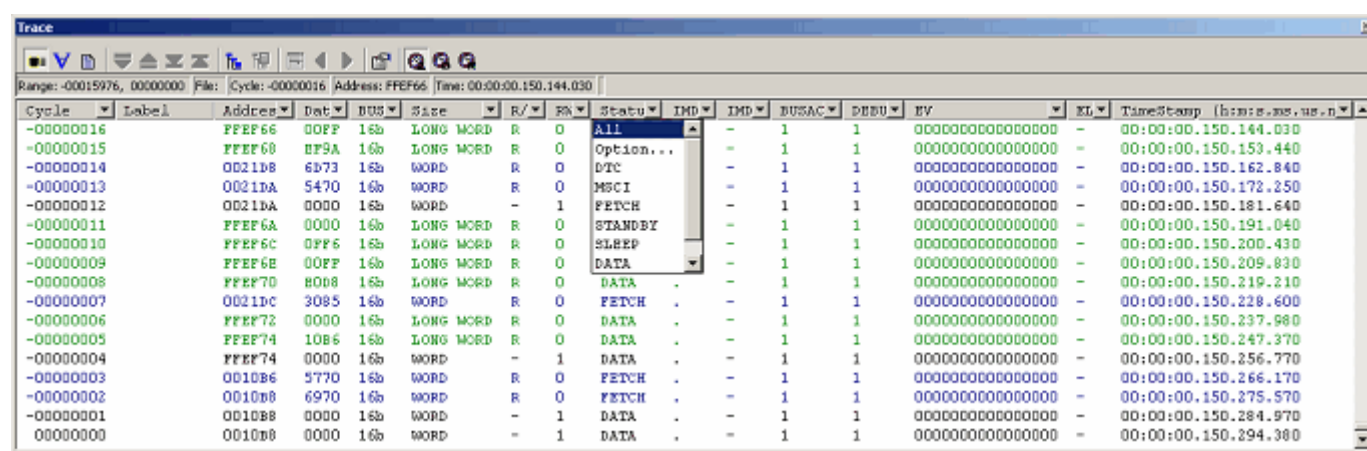 Trace
Range: -00015976, 00000000 File: Cycle: -00000016 Address: FFEF66 Time: 00:00:00.150.144.030
Cycle Label Addres Dat BUS Size R/ RW Statu IMD IMD BUSAC DEBU EV EL TimeStamp (h:m:s.ms.us.n
-00000016 FFEF66 00FF 16b LONG WORD R 0 All - 1 1 0000000000000000 - 00:00:00.150.144.030
-00000015 FFEF68 EF9A 16b LONG WORD R 0 Option... - 1 1 0000000000000000 - 00:00:00.150.153.440
-00000014 0021D8 6D73 16b WORD R 0 DTC - 1 1 0000000000000000 - 00:00:00.150.162.840
-00000013 0021DA 5470 16b WORD R 0 MSCI - 1 1 0000000000000000 - 00:00:00.150.172.250
-00000012 0021DA 0000 16b WORD - 1 FETCH - 1 1 0000000000000000 - 00:00:00.150.181.640
-00000011 FFEF6A 0000 16b LONG WORD R 0 STANDBY - 1 1 0000000000000000 - 00:00:00.150.191.040
-00000010 FFEF6C 0FF6 16b LONG WORD R 0 SLEEP - 1 1 0000000000000000 - 00:00:00.150.200.430
-00000009 FFEF6E 00FF 16b LONG WORD R 0 DATA - 1 1 0000000000000000 - 00:00:00.150.209.830
-00000008 FFEF70 16b LONG WORD R 0 DATA . - 1 1 0000000000000000 - 00:00:00.150.219.210
-00000007 0021DC 3085 16b WORD R 0 FETCH . - 1 1 0000000000000000 - 00:00:00.150.228.600
-00000006 FFEF72 0000 16b LONG WORD R 0 DATA . - 1 1 0000000000000000 - 00:00:00.150.237.980
-00000005 FFEF74 10B6 16b LONG WORD R 0 DATA . - 1 1 0000000000000000 - 00:00:00.150.247.370
-00000004 FFEF74 0000 16b WORD - 1 DATA . - 1 1 0000000000000000 - 00:00:00.150.256.770
-00000003 0010B6 5770 16b WORD R 0 FETCH . - 1 1 0000000000000000 - 00:00:00.150.266.170
-00000002 0010B8 6970 16b WORD R 0 FETCH . - 1 1 0000000000000000 - 00:00:00.150.275.570
-00000001 0010B8 0000 16b WORD - 1 DATA . - 1 1 0000000000000000 - 00:00:00.150.284.970
00000000 0010B8 0000 16b WORD - 1 DATA . - 1 1 0000000000000000 - 00:00:00.150.294.380